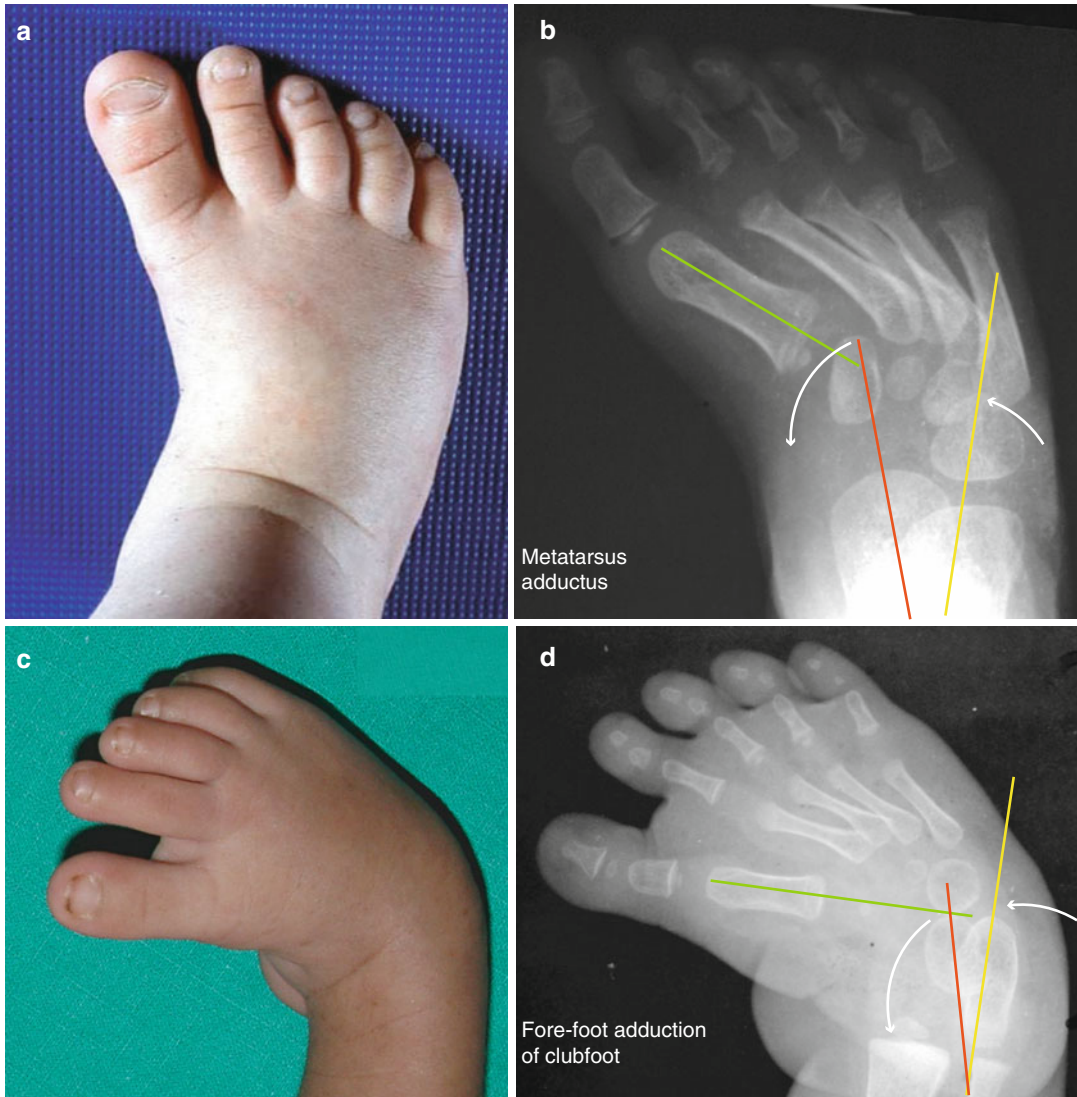 a
b
Metatarsus
adductus
c
d
Fore-foot adduction
of clubfoot